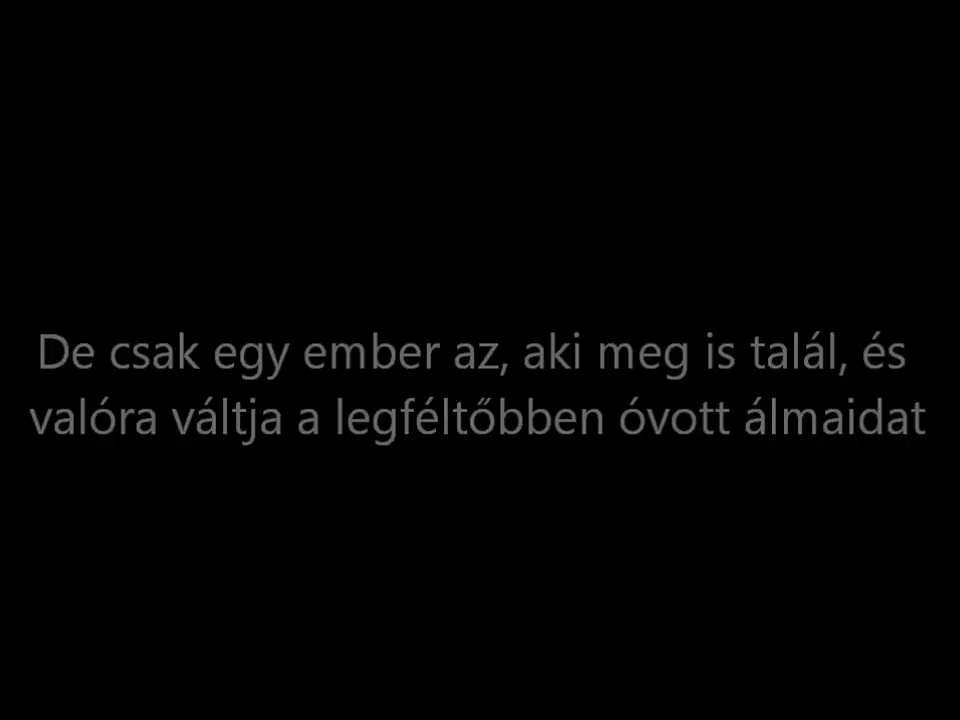 De csak egy ember az, aki meg is talál, és
valóra váltja a legféltőbben óvott álmaidat